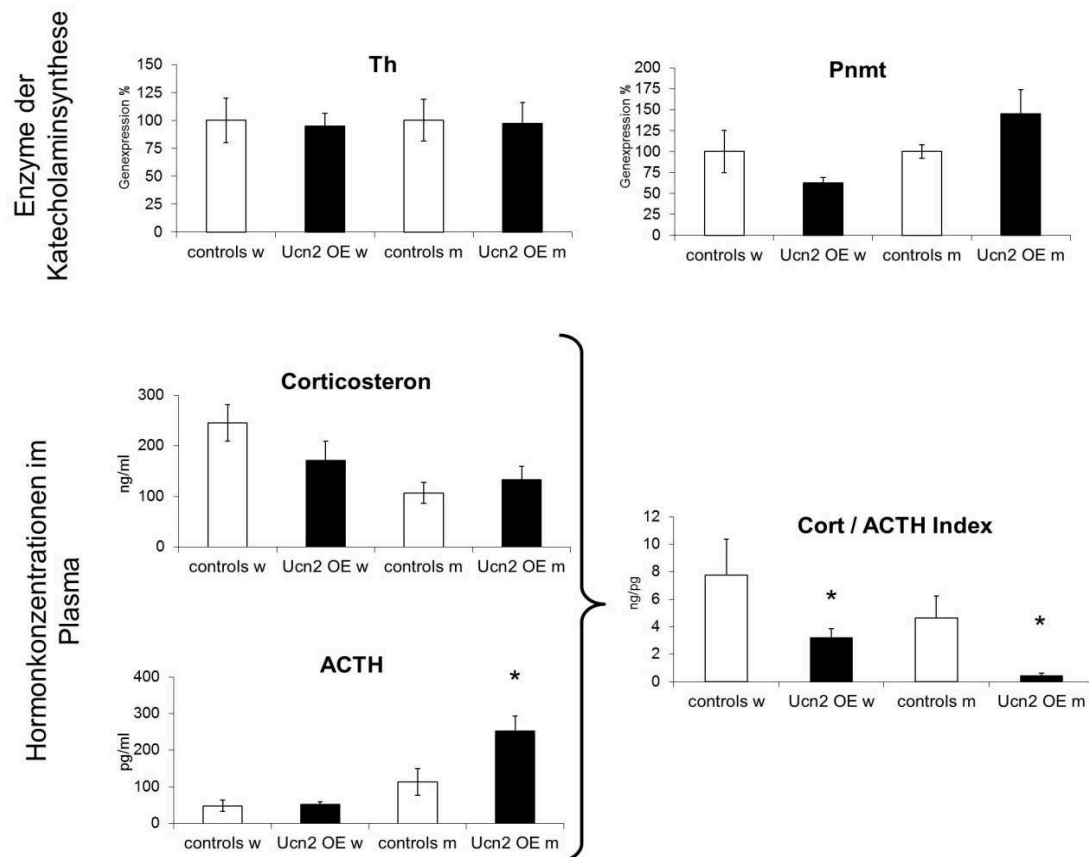 Enzyme der
Katecholaminsynthese
Th
Genexpression %
150
125
100
75
50
25
0
controls w Ucn2 OE w controls m Ucn2 OE m
Pnmt
Genexpression %
200
175
150
125
100
75
50
25
0
controls w Ucn2 OE w controls m Ucn2 OE m
Hormonkonzentrationen im
Plasma
Corticosteron
ng/ml
300
200
100
0
controls w Ucn2 OE w controls m Ucn2 OE m
ACTH
pg/ml
400
300
200
100
0
*
controls w Ucn2 OE w controls m Ucn2 OE m
Cort / ACTH Index
ng/pg
12
10
8
6
4
2
0
* *
controls w Ucn2 OE w controls m Ucn2 OE m